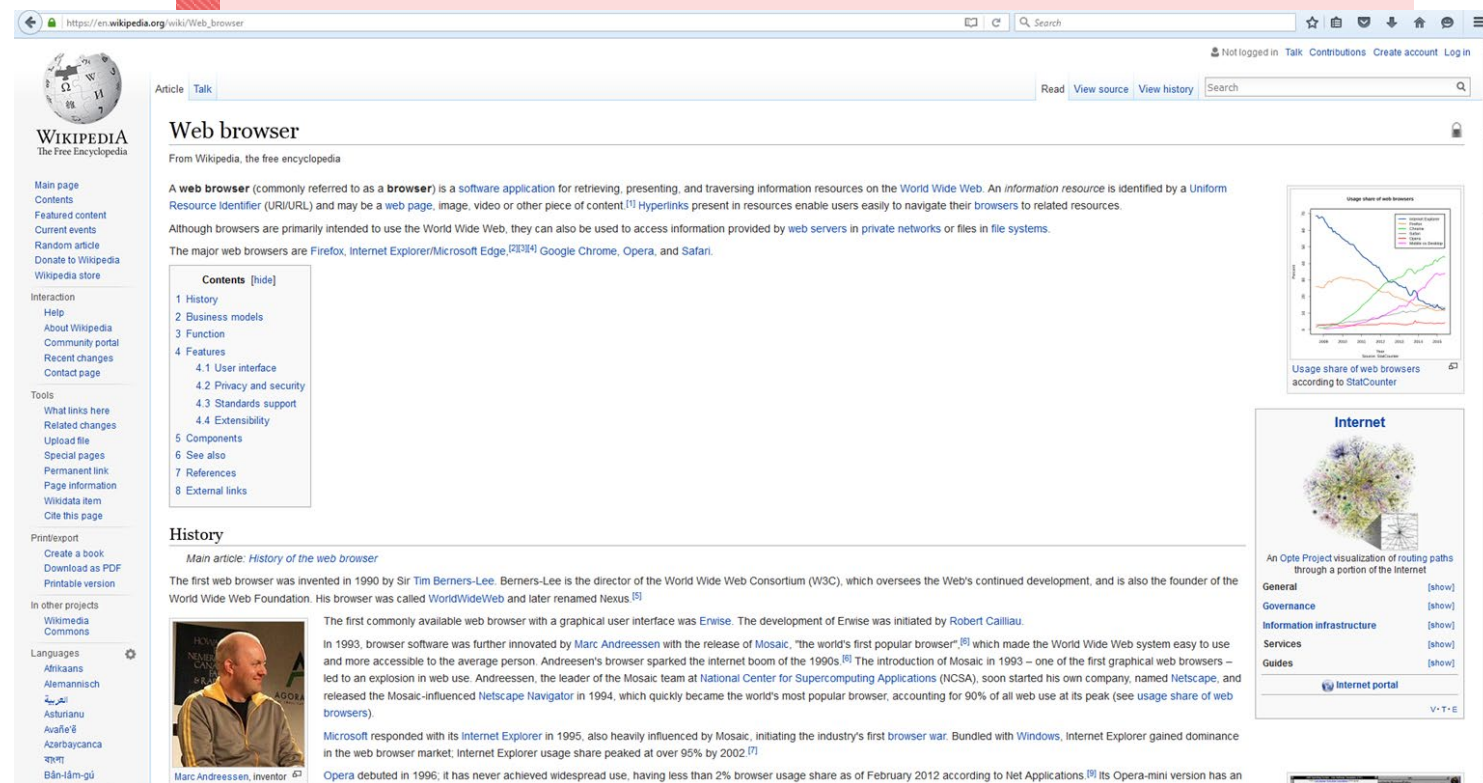 https://en.wikipedia.org/wiki/Web_browser
Search
Not logged in Talk Contributions Create account Log in
Article Talk
Read View source View history Search
WIKIPEDIA
The Free Encyclopedia
Main page
Contents
Featured content
Current events
Random article
Donate to Wikipedia
Wikipedia store
Interaction
Help
About Wikipedia
Community portal
Recent changes
Contact page
Tools
What links here
Related changes
Upload file
Special pages
Permanent link
Page information
Wikidata item
Cite this page
Print/export
Create a book
Download as PDF
Printable version
In other projects
Wikimedia
Commons
Languages
Afrikaans
Alemannisch
العربية
Asturianu
Avañe'ẽ
Azərbaycanca
বাংলা
Bân-lâm-gú
Web browser
From Wikipedia, the free encyclopedia
A web browser (commonly referred to as a browser) is a software application for retrieving, presenting, and traversing information resources on the World Wide Web. An information resource is identified by a Uniform
Resource Identifier (URI/URL) and may be a web page, image, video or other piece of content.[1] Hyperlinks present in resources enable users easily to navigate their browsers to related resources.
Although browsers are primarily intended to use the World Wide Web, they can also be used to access information provided by web servers in private networks or files in file systems.
The major web browsers are Firefox, Internet Explorer/Microsoft Edge,[2][3][4] Google Chrome, Opera, and Safari.
Contents [hide]
1 History
2 Business models
3 Function
4 Features
4.1 User interface
4.2 Privacy and security
4.3 Standards support
4.4 Extensibility
5 Components
6 See also
7 References
8 External links
History
Main article: History of the web browser
The first web browser was invented in 1990 by Sir Tim Berners-Lee. Berners-Lee is the director of the World Wide Web Consortium (W3C), which oversees the Web's continued development, and is also the founder of the
World Wide Web Foundation. His browser was called WorldWideWeb and later renamed Nexus.[5]
The first commonly available web browser with a graphical user interface was Erwise. The development of Erwise was initiated by Robert Cailliau.
In 1993, browser software was further innovated by Marc Andreessen with the release of Mosaic, "the world's first popular browser",[6] which made the World Wide Web system easy to use
and more accessible to the average person. Andreesen's browser sparked the internet boom of the 1990s.[6] The introduction of Mosaic in 1993 – one of the first graphical web browsers –
led to an explosion in web use. Andreessen, the leader of the Mosaic team at National Center for Supercomputing Applications (NCSA), soon started his own company, named Netscape, and
released the Mosaic-influenced Netscape Navigator in 1994, which quickly became the world's most popular browser, accounting for 90% of all web use at its peak (see usage share of web
browsers).
Microsoft responded with its Internet Explorer in 1995, also heavily influenced by Mosaic, initiating the industry's first browser war. Bundled with Windows, Internet Explorer gained dominance
in the web browser market; Internet Explorer usage share peaked at over 95% by 2002.[7]
Opera debuted in 1996; it has never achieved widespread use, having less than 2% browser usage share as of February 2012 according to Net Applications.[9] Its Opera-mini version has an
Marc Andreessen, inventor
Usage share of web browsers
Internet Explorer
Firefox
Chrome
Safari
Opera
Mobile vs Desktop
Year
Source: StatCounter
Usage share of web browsers
according to StatCounter
Internet
An Opte Project visualization of routing paths
through a portion of the Internet
General [show]
Governance [show]
Information infrastructure [show]
Services [show]
Guides [show]
Internet portal
V·T·E